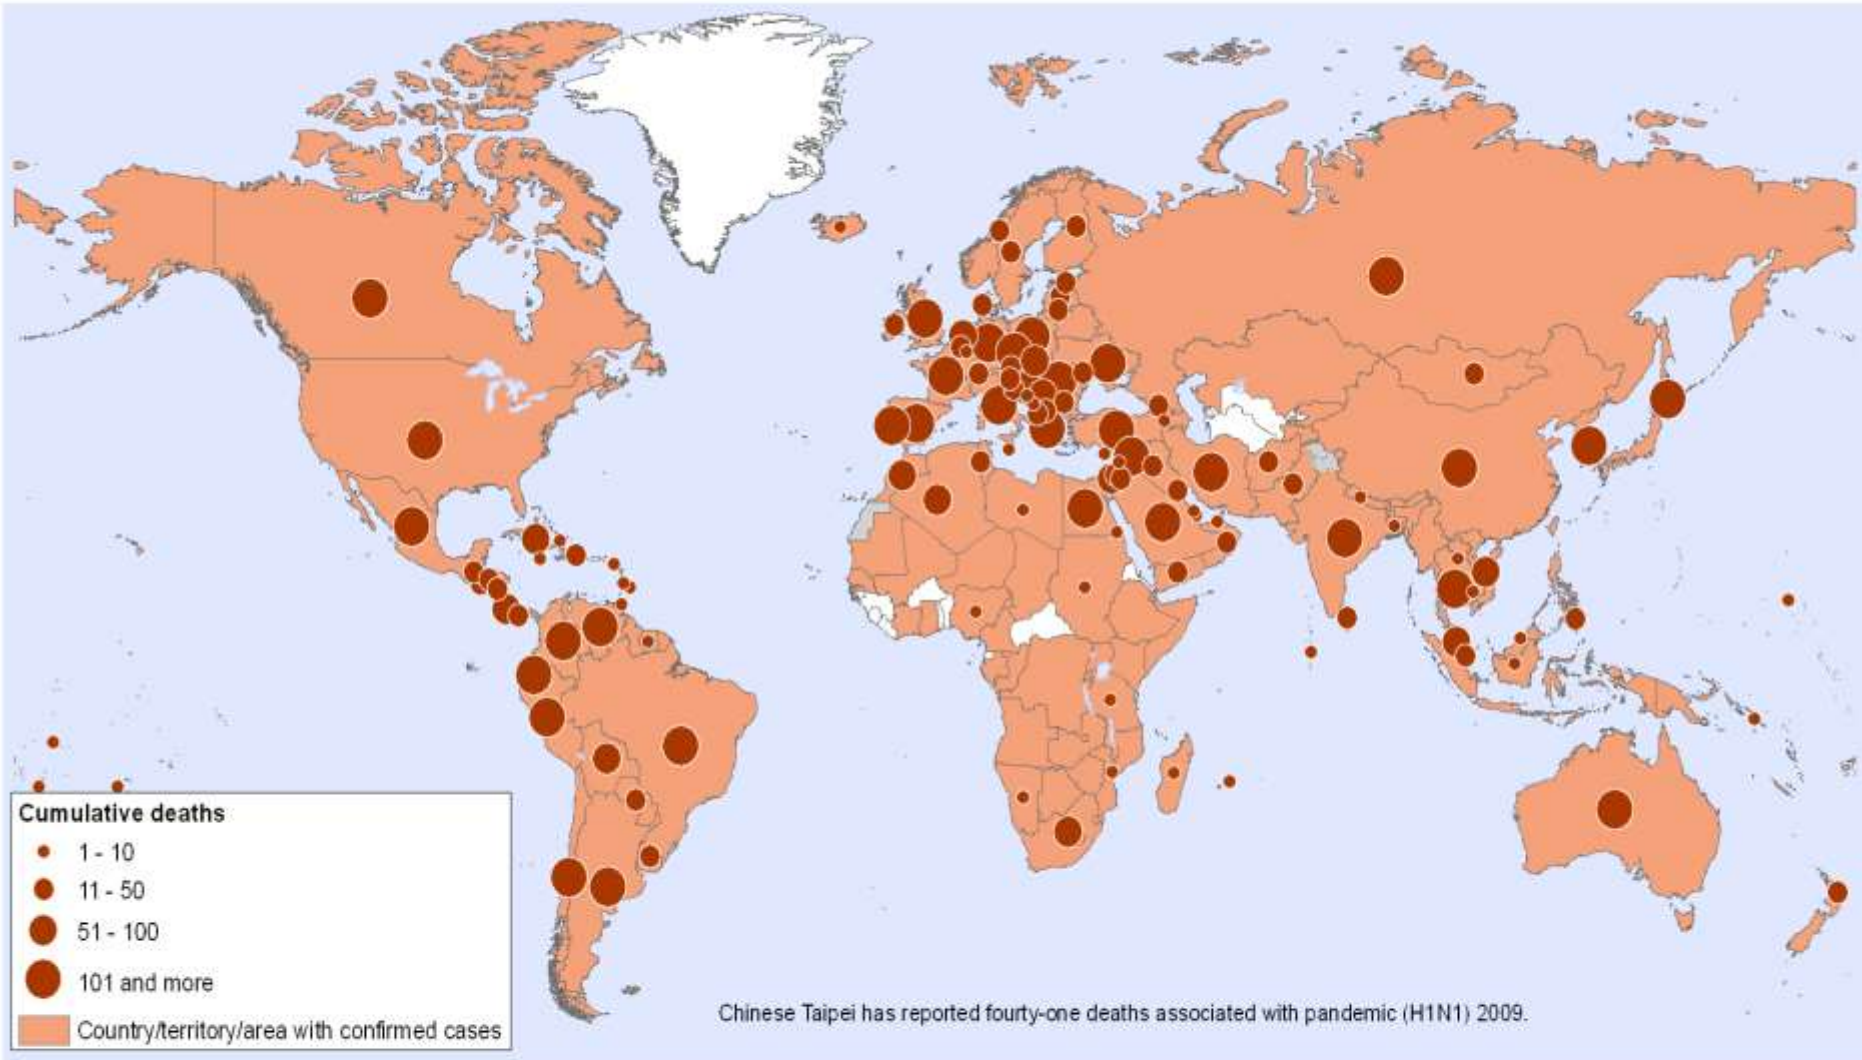 Cumulative deaths
1 - 10
11 - 50
51 - 100
101 and more
Country/territory/area with confirmed cases
Chinese Taipei has reported fourty-one deaths associated with pandemic (H1N1) 2009.